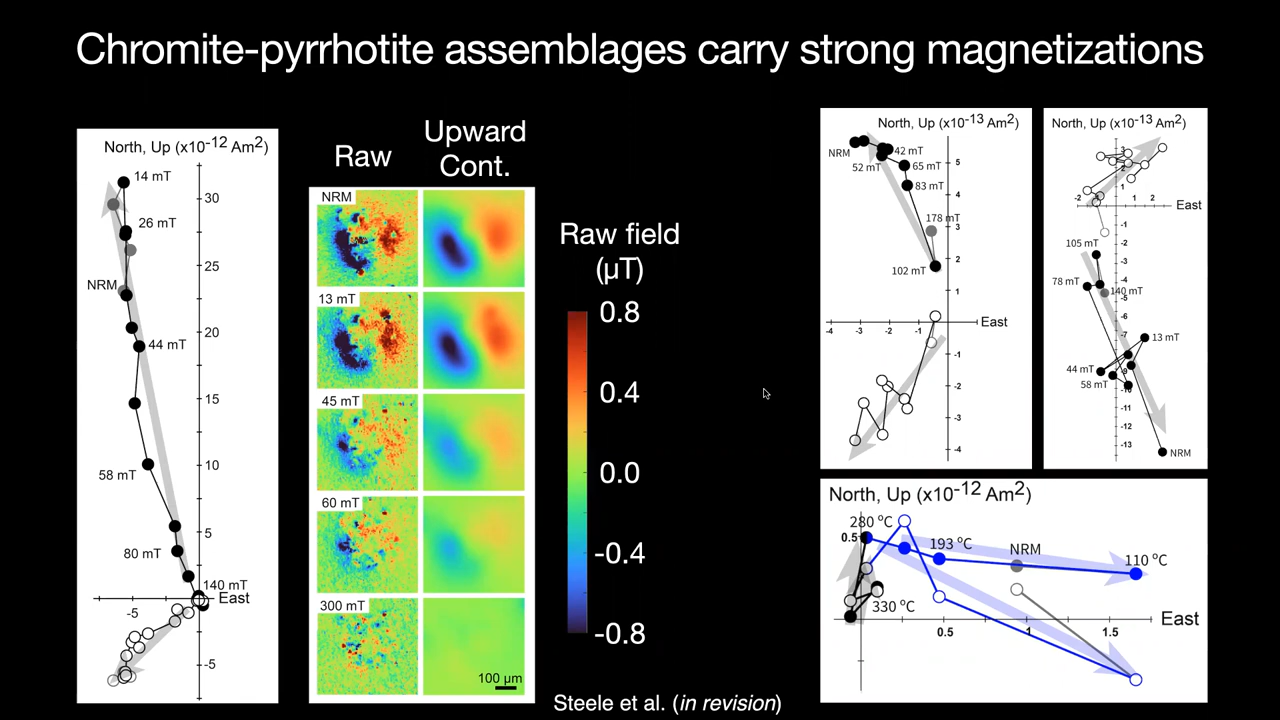 Chromite-pyrrhotite assemblages carry strong magnetizations
North, Up (x10-12 Am2)
14 mT
30
26 mT
25
NRM
20
44 mT
15
10
58 mT
5
80 mT
140 mT
East
-5
-5
Raw
Upward
Cont.
NRM
13 mT
45 mT
60 mT
300 mT
100 µm
Raw field
(µT)
0.8
0.4
0.0
-0.4
-0.8
Steele et al. (in revision)
North, Up (x10-13 Am2)
NRM
42 mT
52 mT
65 mT
5
83 mT
4
178 mT
3
102 mT
2
1
East
-4 -3 -2 -1
-1
-2
-3
-4
North, Up (x10-13 Am2)
3
2
1
-2 1 2
East
-1
-2
105 mT
-3
-4
78 mT
140 mT
-5
-6
-7
13 mT
44 mT
-9
58 mT
-10
-11
-12
-13
NRM
North, Up (x10-12 Am2)
280 ºC
0.5
193 ºC
NRM
110 ºC
330 ºC
0.5 1 1.5
East